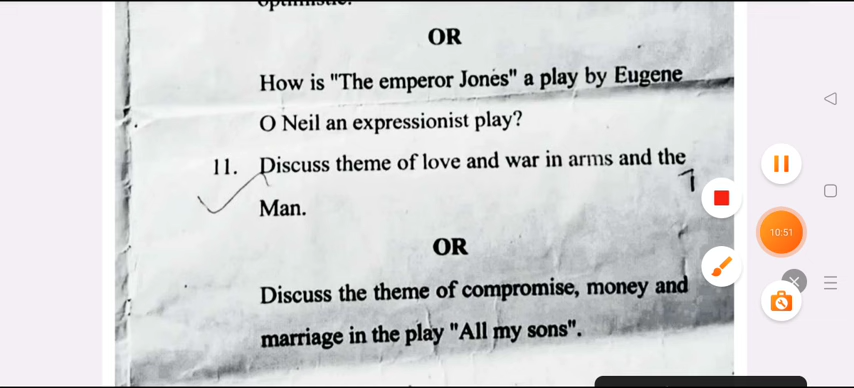 OR
How is "The emperor Jones" a play by Eugene
O Neil an expressionist play?
11. Discuss theme of love and war in arms and the
Man.
OR
Discuss the theme of compromise, money and
marriage in the play "All my sons".
10:51